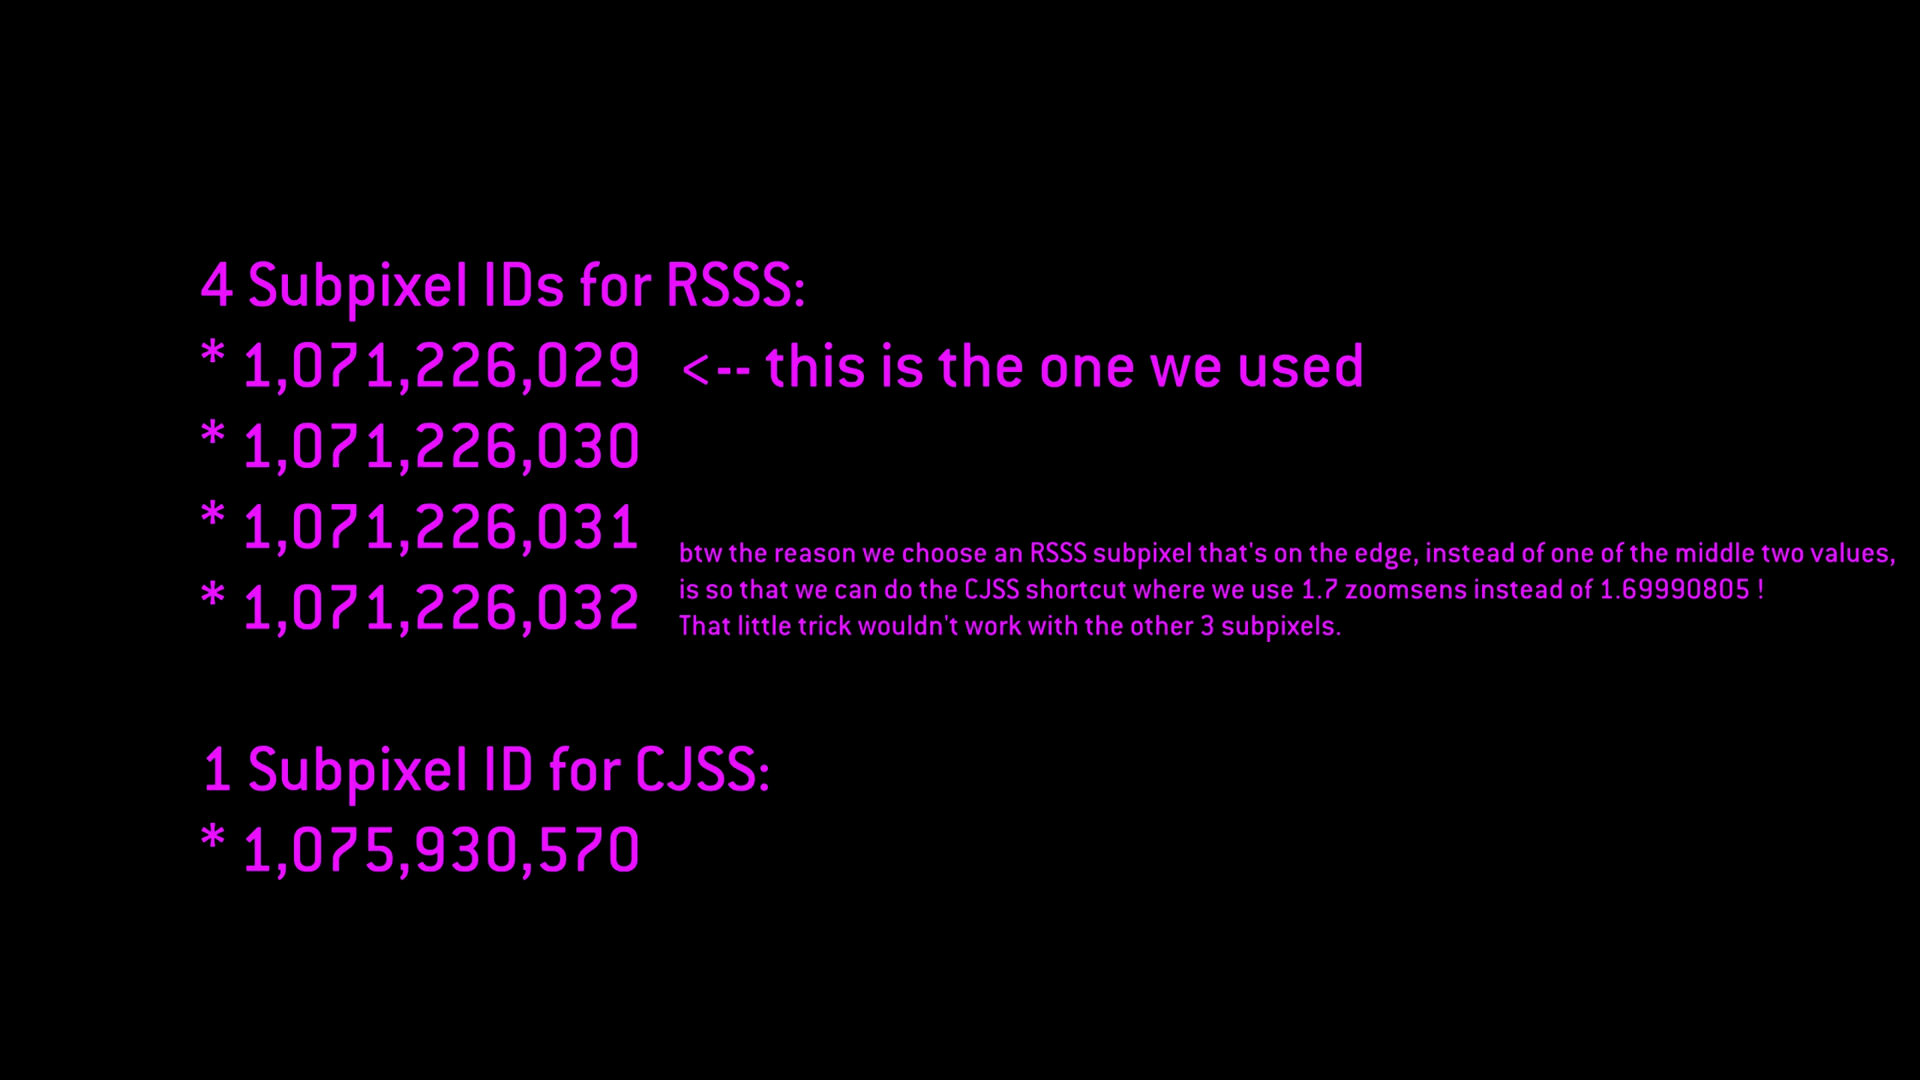 4 Subpixel IDs for RSSS:
* 1,071,226,029 <-- this is the one we used
* 1,071,226,030
* 1,071,226,031
* 1,071,226,032
btw the reason we choose an RSSS subpixel that's on the edge, instead of one of the middle two values,
is so that we can do the CJSS shortcut where we use 1.7 zoomsens instead of 1.69990805 !
That little trick wouldn't work with the other 3 subpixels.
1 Subpixel ID for CJSS:
* 1,075,930,570